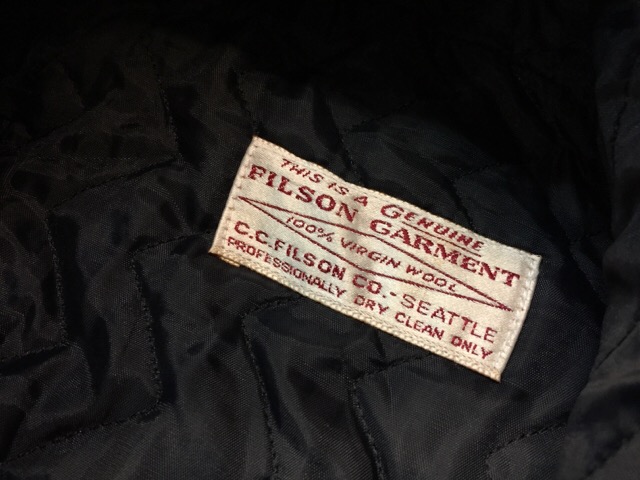 THIS IS A GENUINE
FILSON GARMENT
100% VIRGIN WOOL
C.C. FILSON CO.-SEATTLE
PROFESSIONALLY DRY CLEAN ONLY